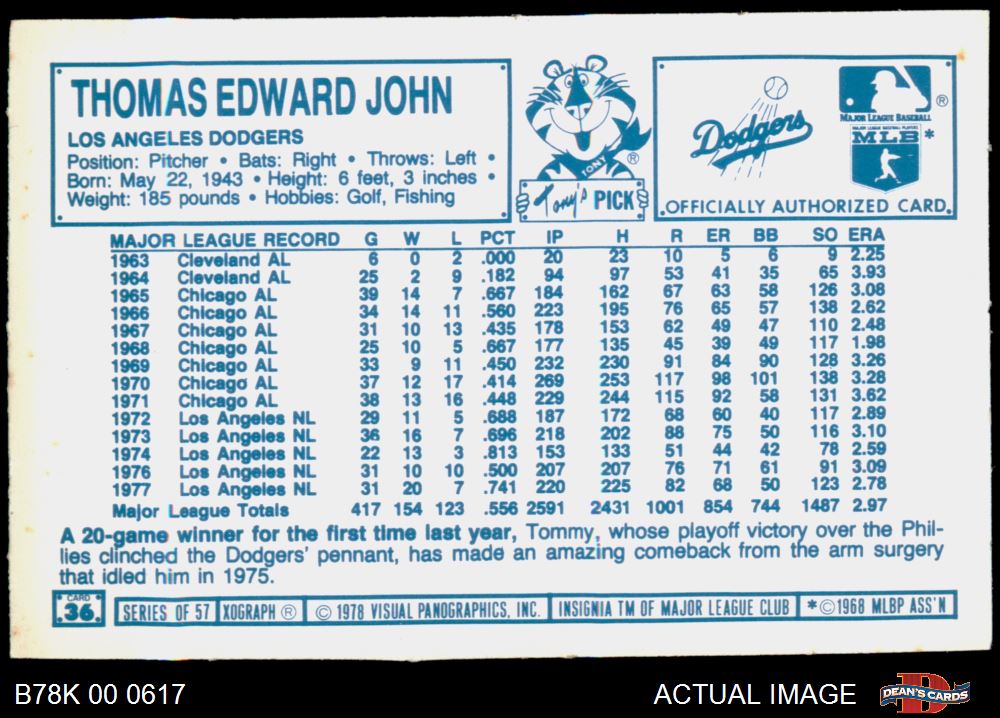 THOMAS EDWARD JOHN
LOS ANGELES DODGERS
Position: Pitcher • Bats: Right • Throws: Left •
Born: May 22, 1943 • Height: 6 feet, 3 inches •
Weight: 185 pounds • Hobbies: Golf, Fishing
TONY ®
Tony's PICK
Dodgers
®
MAJOR LEAGUE BASEBALL
MAJOR LEAGUE BASEBALL PLAYERS
MLB *
OFFICIALLY AUTHORIZED CARD.
MAJOR LEAGUE RECORD G W L PCT IP H R ER BB SO ERA
1963 Cleveland AL 6 0 2 .000 20 23 10 5 6 9 2.25
1964 Cleveland AL 25 2 9 .182 94 97 53 41 35 65 3.93
1965 Chicago AL 39 14 7 .667 184 162 67 63 58 126 3.08
1966 Chicago AL 34 14 11 .560 223 195 76 65 57 138 2.62
1967 Chicago AL 31 10 13 .435 178 153 62 49 47 110 2.48
1968 Chicago AL 25 10 5 .667 177 135 45 39 49 117 1.98
1969 Chicago AL 33 9 11 .450 232 230 91 84 90 128 3.26
1970 Chicago AL 37 12 17 .414 269 253 117 98 101 138 3.28
1971 Chicago AL 38 13 16 .448 229 244 115 92 58 131 3.62
1972 Los Angeles NL 29 11 5 .688 187 172 68 60 40 117 2.89
1973 Los Angeles NL 36 16 7 .696 218 202 88 75 50 116 3.10
1974 Los Angeles NL 22 13 3 .813 153 133 51 44 42 78 2.59
1976 Los Angeles NL 31 10 10 .500 207 207 76 71 61 91 3.09
1977 Los Angeles NL 31 20 7 .741 220 225 82 68 50 123 2.78
Major League Totals 417 154 123 .556 2591 2431 1001 854 744 1487 2.97
A 20-game winner for the first time last year, Tommy, whose playoff victory over the Phil-
lies clinched the Dodgers' pennant, has made an amazing comeback from the arm surgery
that idled him in 1975.
CARD
36
SERIES OF 57 XOGRAPH ® © 1978 VISUAL PANOGRAPHICS, INC. INSIGNIA TM OF MAJOR LEAGUE CLUB *©1968 MLBP ASS'N
B78K 00 0617 ACTUAL IMAGE DEAN'S CARDS